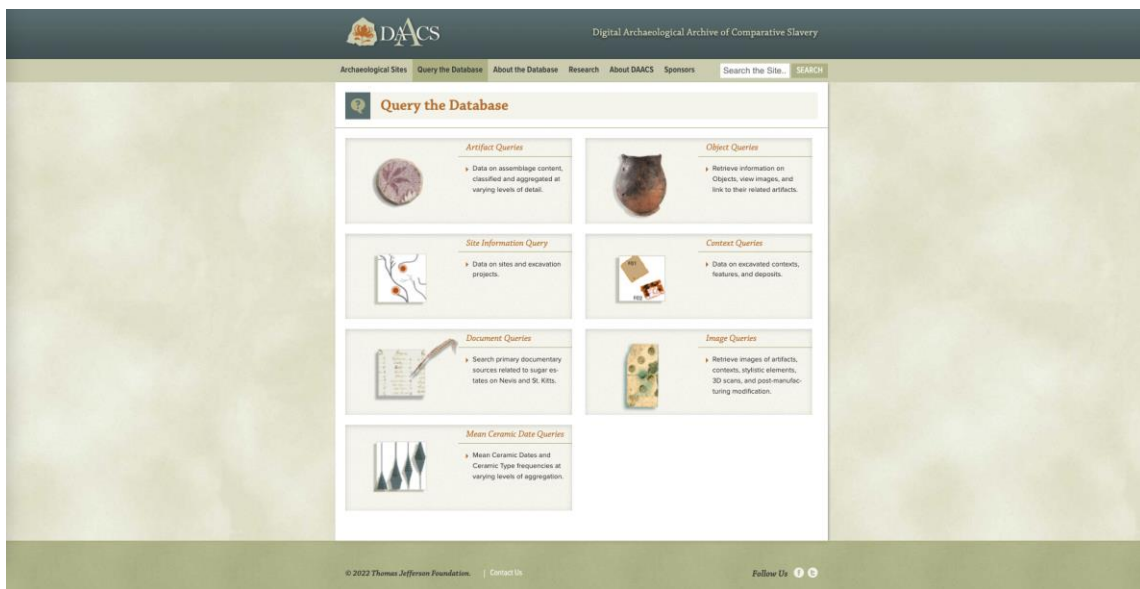 DAACS
Digital Archaeological Archive of Comparative Slavery
Archaeological Sites Query the Database About the Database Research About DAACS Sponsors Search the Site.. SEARCH
Query the Database
Artifact Queries
Data on assemblage content,
classified and aggregated at
varying levels of detail.
Object Queries
Retrieve information on
Objects, view images, and
link to their related artifacts.
Site Information Query
Data on sites and excavation
projects.
Context Queries
Data on excavated contexts,
features, and deposits.
Document Queries
Search primary documentary
sources related to sugar es-
tates on Nevis and St. Kitts.
Image Queries
Retrieve images of artifacts,
contexts, stylistic elements,
3D scans, and post-manufac-
turing modification.
Mean Ceramic Date Queries
Mean Ceramic Dates and
Ceramic Type frequencies at
varying levels of aggregation.
© 2022 Thomas Jefferson Foundation. | Contact Us
Follow Us